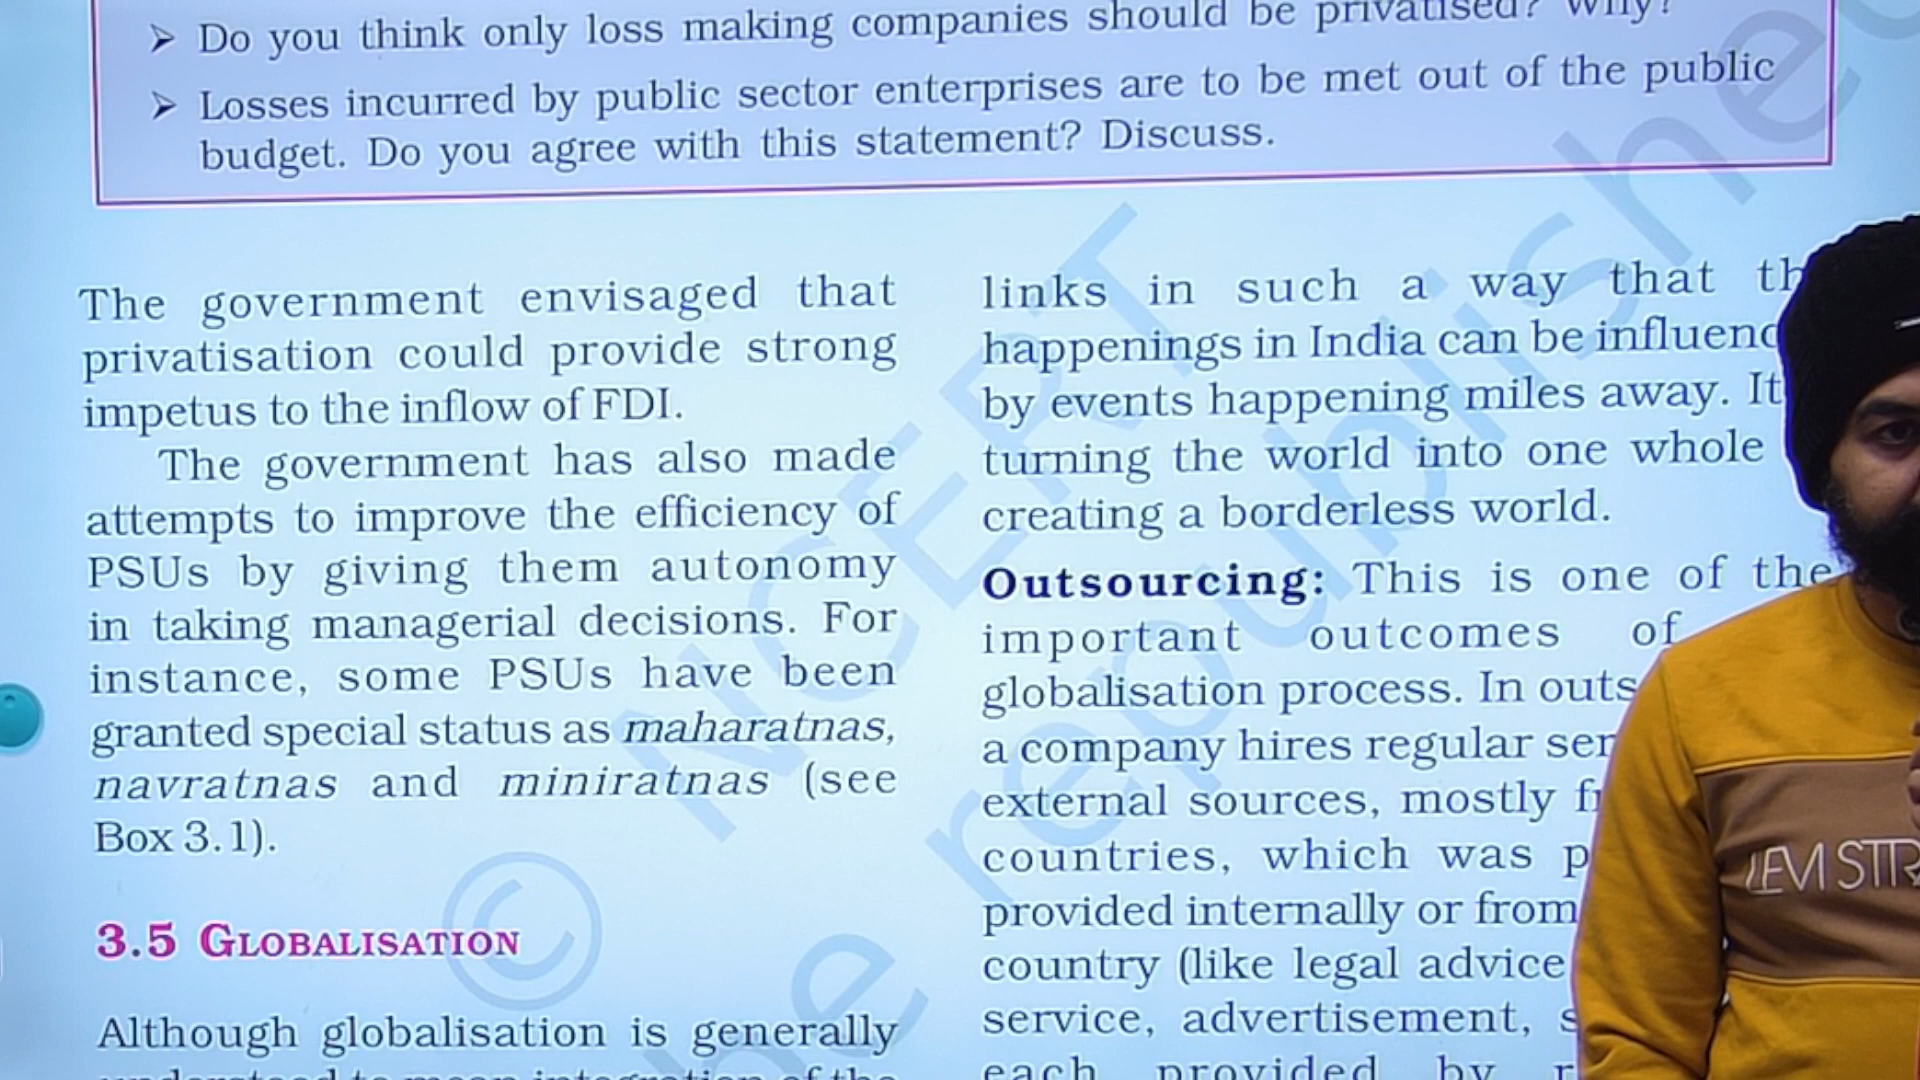 ➤ Do you think only loss making companies should be privatised? Why?
➤ Losses incurred by public sector enterprises are to be met out of the public
budget. Do you agree with this statement? Discuss.
The government envisaged that
privatisation could provide strong
impetus to the inflow of FDI.
The government has also made
attempts to improve the efficiency of
PSUs by giving them autonomy
in taking managerial decisions. For
instance, some PSUs have been
granted special status as maharatnas,
navratnas and miniratnas (see
Box 3.1).
3.5 GLOBALISATION
Although globalisation is generally
links in such a way that
happenings in India can be
by events happening miles away. It
turning the world into one whole
creating a borderless world.
Outsourcing: This is one of the
important outcomes of
globalisation process. In
a company hires regular
external sources, mostly
countries, which was
provided internally or from
country (like legal advice
service, advertisement,
each provided by
© NCERT
republished